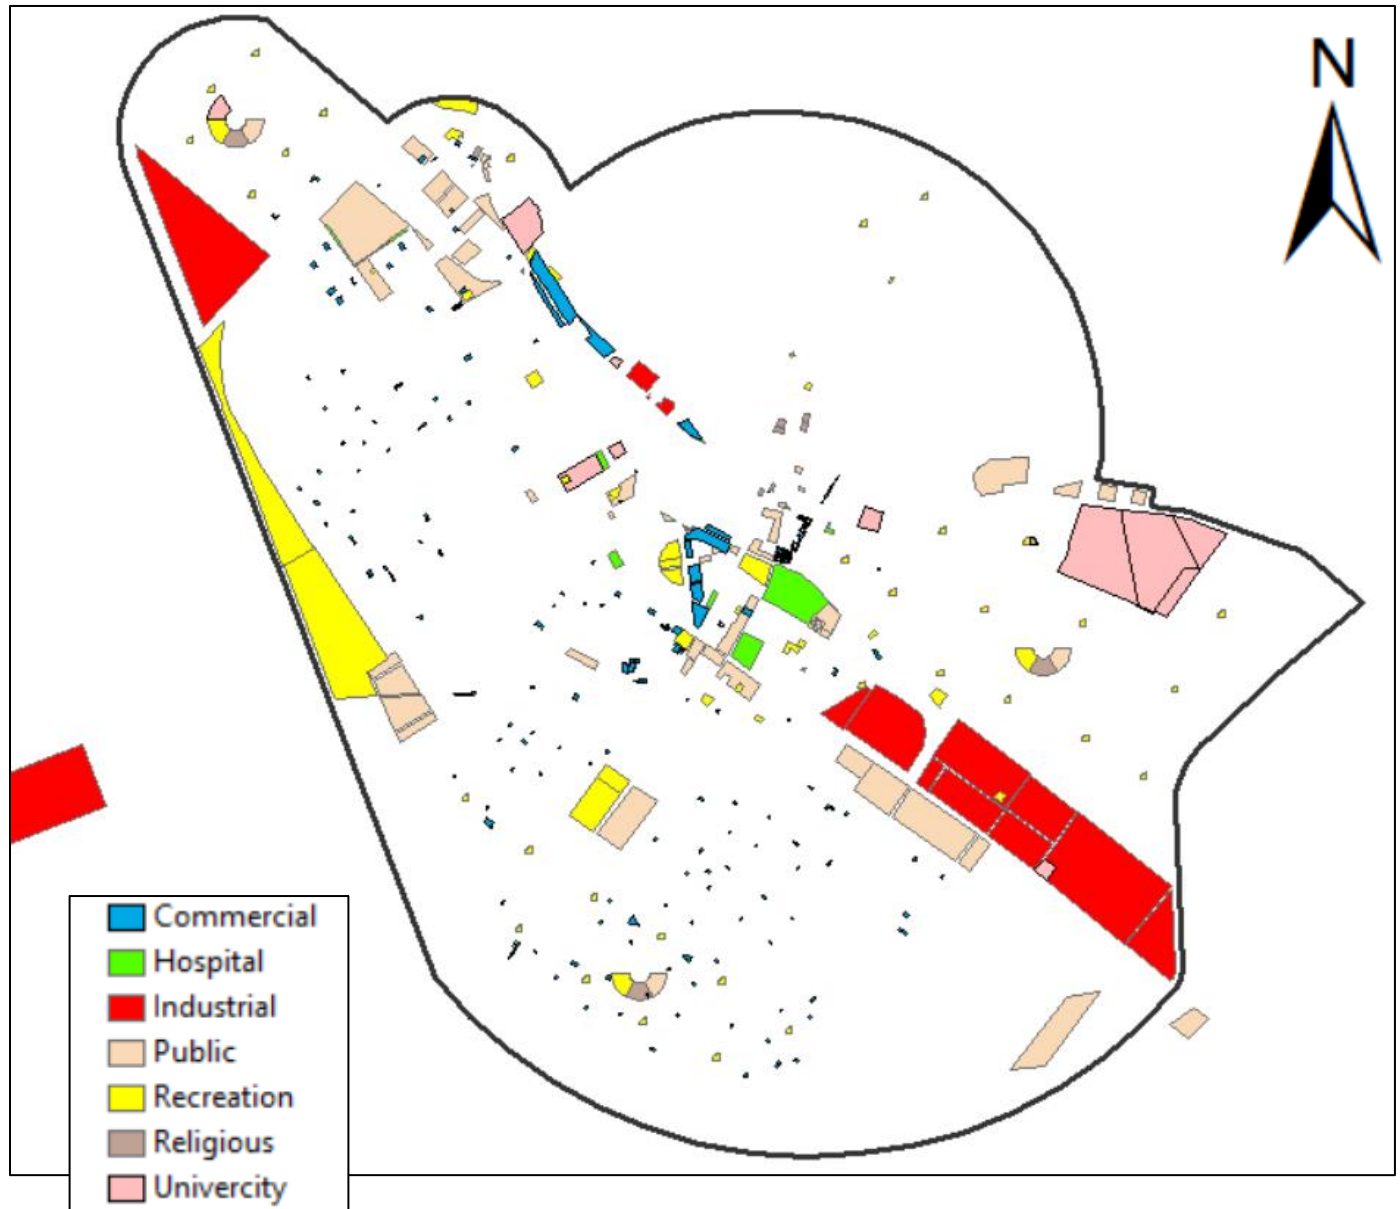 N
Commercial
Hospital
Industrial
Public
Recreation
Religious
Univercity